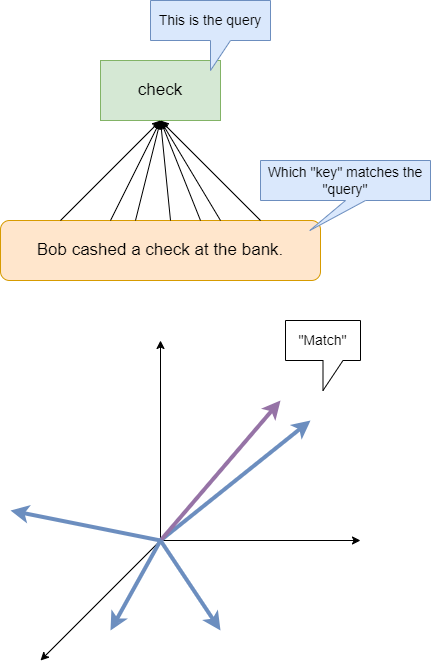 This is the query
check
Which "key" matches the
"query"
Bob cashed a check at the bank.
"Match"